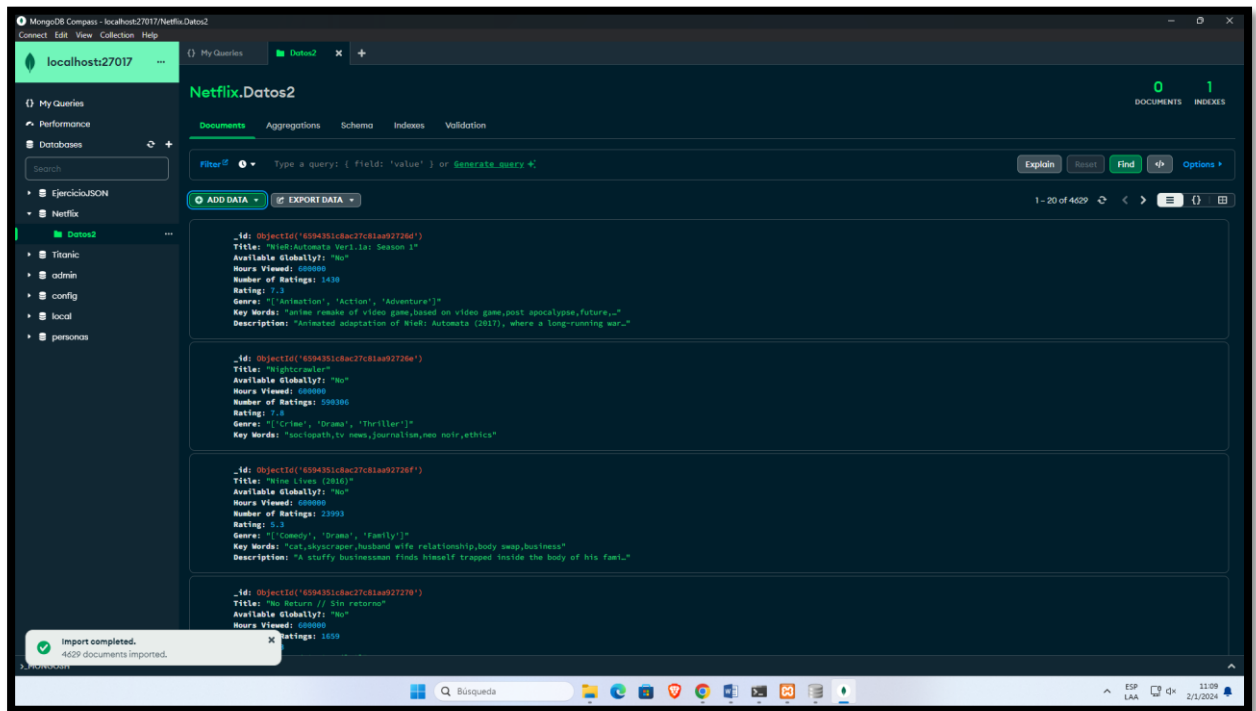 MongoDB Compass - localhost:27017/Netflix.Datos2
Connect Edit View Collection Help
localhost:27017 ...
{} My Queries
Datos2
Netflix.Datos2
0
DOCUMENTS
1
INDEXES
{} My Queries
Performance
Databases
Search
EjercicioJSON
Netflix
Datos2 ...
Titanic
admin
config
local
personas
Documents Aggregations Schema Indexes Validation
Filter Type a query: { field: 'value' } or Generate query
Explain Reset Find </> Options
ADD DATA EXPORT DATA
1 – 20 of 4629
_id: ObjectId('6594351c8ac27c81aa92726d')
Title: "NieR:Automata Ver1.1a: Season 1"
Available Globally?: "No"
Hours Viewed: 600000
Number of Ratings: 1430
Rating: 7.3
Genre: "['Animation', 'Action', 'Adventure']"
Key Words: "anime remake of video game,based on video game,post apocalypse,future,…"
Description: "Animated adaptation of NieR: Automata (2017), where a long-running war…"
_id: ObjectId('6594351c8ac27c81aa92726e')
Title: "Nightcrawler"
Available Globally?: "No"
Hours Viewed: 600000
Number of Ratings: 590306
Rating: 7.8
Genre: "['Crime', 'Drama', 'Thriller']"
Key Words: "sociopath,tv news,journalism,neo noir,ethics"
_id: ObjectId('6594351c8ac27c81aa92726f')
Title: "Nine Lives (2016)"
Available Globally?: "No"
Hours Viewed: 600000
Number of Ratings: 23993
Rating: 5.3
Genre: "['Comedy', 'Drama', 'Family']"
Key Words: "cat,skyscraper,husband wife relationship,body swap,business"
Description: "A stuffy businessman finds himself trapped inside the body of his fami…"
_id: ObjectId('6594351c8ac27c81aa927270')
Title: "No Return // Sin retorno"
Available Globally?: "No"
Hours Viewed: 600000
Ratings: 1659
Import completed.
4629 documents imported.
>_MONGOSH
Búsqueda
ESP
LAA
11:09
2/1/2024